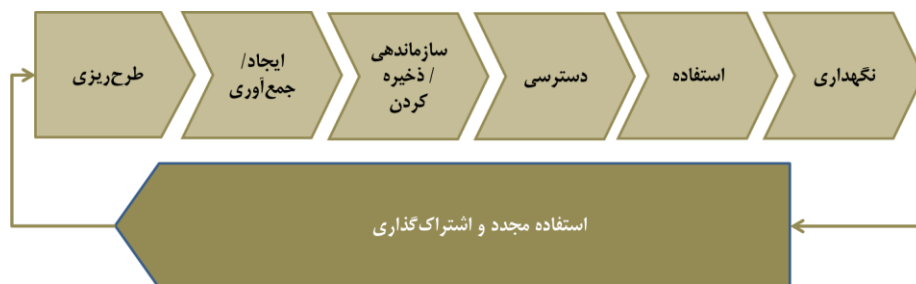 طرح‌ریزی
ایجاد/
جمع‌آوری
سازماندهی
/ ذخیره
کردن
دسترسی
استفاده
نگهداری
استفاده مجدد و اشتراک‌گذاری